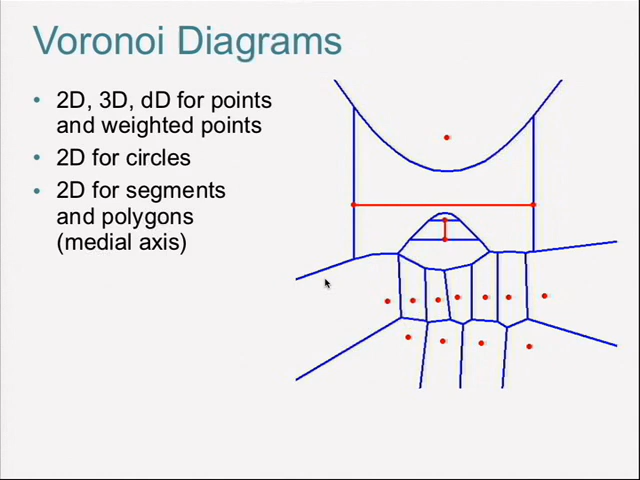 Voronoi Diagrams
• 2D, 3D, dD for points
and weighted points
• 2D for circles
• 2D for segments
and polygons
(medial axis)